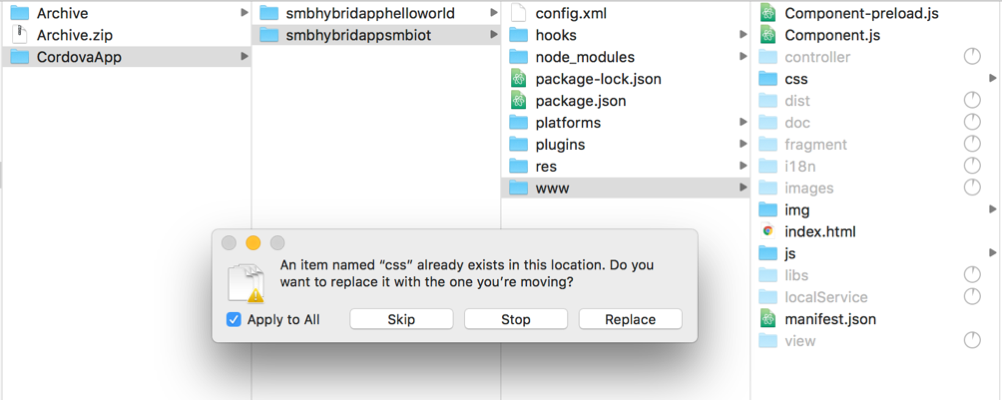 Archive
Archive.zip
CordovaApp
smbhybridapphelloworld
smbhybridappsmbiot
config.xml
hooks
node_modules
package-lock.json
package.json
platforms
plugins
res
www
Component-preload.js
Component.js
controller
css
dist
doc
fragment
i18n
images
img
index.html
js
libs
localService
manifest.json
view
An item named “css” already exists in this location. Do you
want to replace it with the one you’re moving?
Apply to All
Skip
Stop
Replace